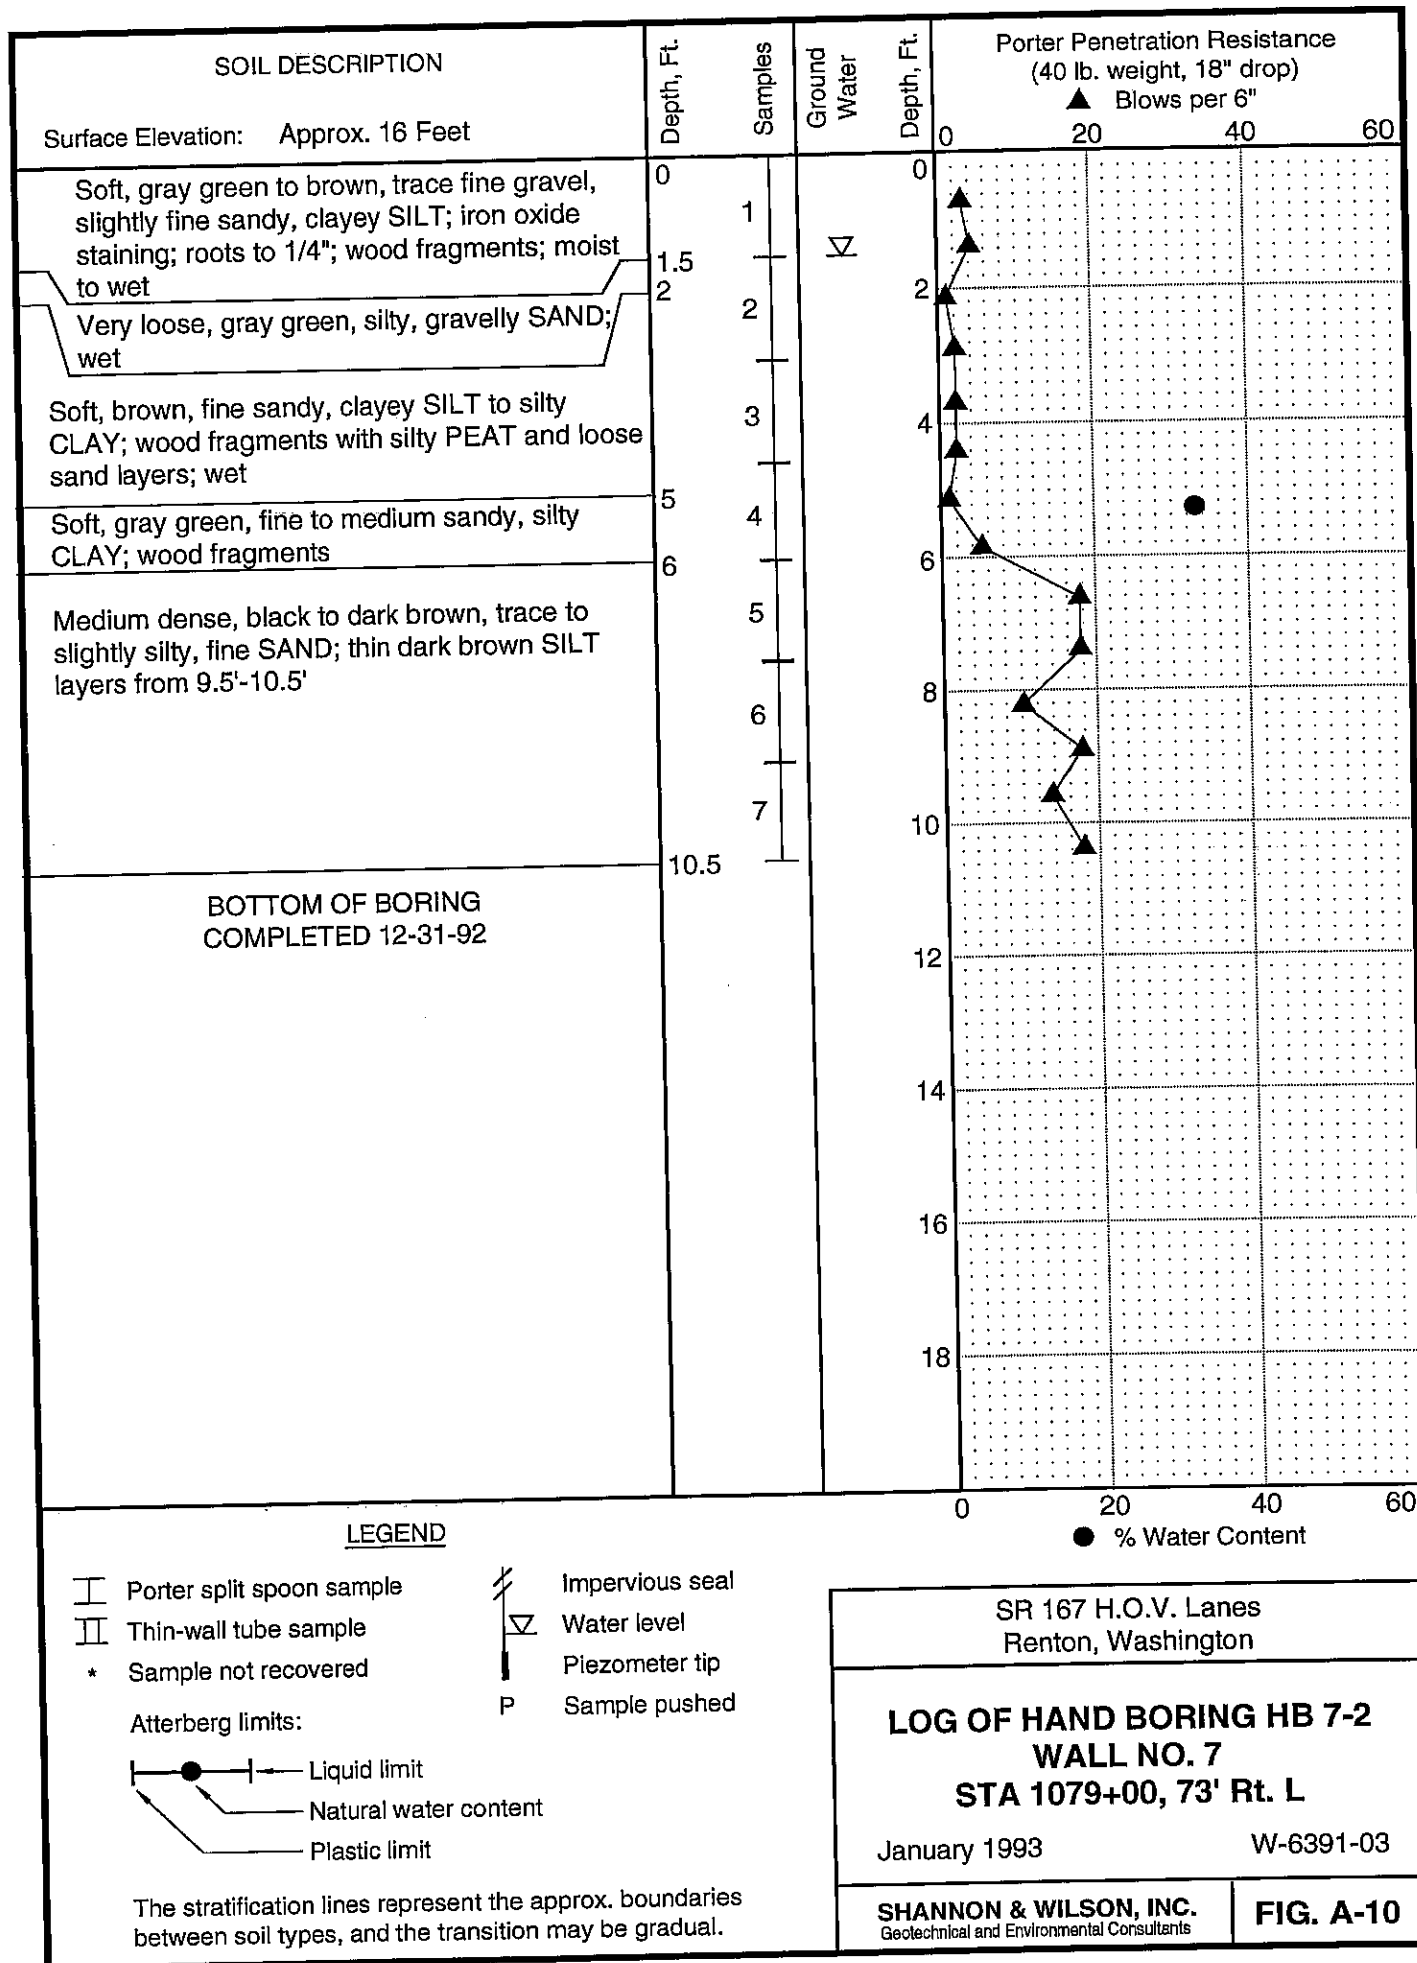 SOIL DESCRIPTION
Surface Elevation: Approx. 16 Feet
Depth, Ft.
Samples
Ground
Water
Depth, Ft.
Porter Penetration Resistance
(40 lb. weight, 18" drop)
▲ Blows per 6"
0 20 40 60
Soft, gray green to brown, trace fine gravel,
slightly fine sandy, clayey SILT; iron oxide
staining; roots to 1/4"; wood fragments; moist
to wet
Very loose, gray green, silty, gravelly SAND;
wet
Soft, brown, fine sandy, clayey SILT to silty
CLAY; wood fragments with silty PEAT and loose
sand layers; wet
Soft, gray green, fine to medium sandy, silty
CLAY; wood fragments
Medium dense, black to dark brown, trace to
slightly silty, fine SAND; thin dark brown SILT
layers from 9.5'-10.5'
BOTTOM OF BORING
COMPLETED 12-31-92
0
1.5
2
5
6
10.5
1
2
3
4
5
6
7
0
2
4
6
8
10
12
14
16
18
0 20 40 60
● % Water Content
LEGEND
Porter split spoon sample
Thin-wall tube sample
* Sample not recovered
Atterberg limits:
Liquid limit
Natural water content
Plastic limit
Impervious seal
Water level
Piezometer tip
P Sample pushed
The stratification lines represent the approx. boundaries
between soil types, and the transition may be gradual.
SR 167 H.O.V. Lanes
Renton, Washington
LOG OF HAND BORING HB 7-2
WALL NO. 7
STA 1079+00, 73' Rt. L
January 1993 W-6391-03
SHANNON & WILSON, INC.
Geotechnical and Environmental Consultants
FIG. A-10